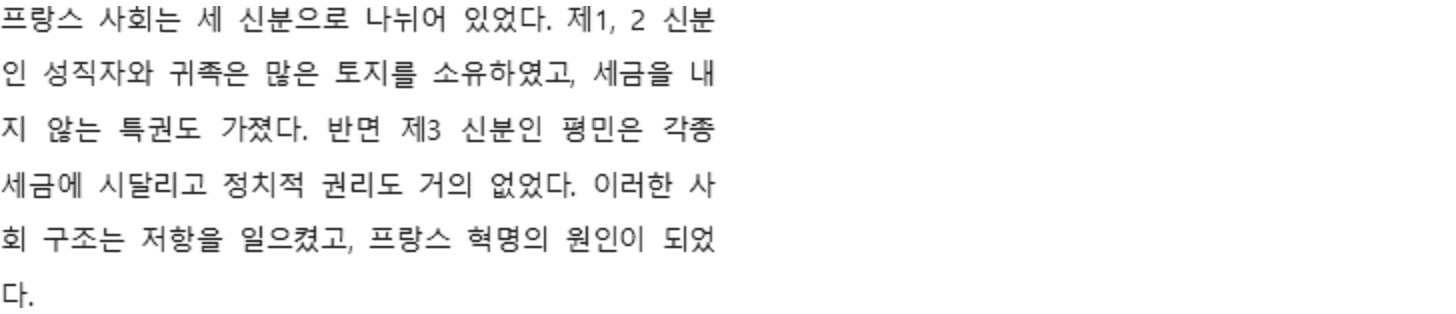 프랑스 사회는 세 신분으로 나뉘어 있었다. 제1, 2 신분
인 성직자와 귀족은 많은 토지를 소유하였고, 세금을 내
지 않는 특권도 가졌다. 반면 제3 신분인 평민은 각종
세금에 시달리고 정치적 권리도 거의 없었다. 이러한 사
회 구조는 저항을 일으켰고, 프랑스 혁명의 원인이 되었
다.